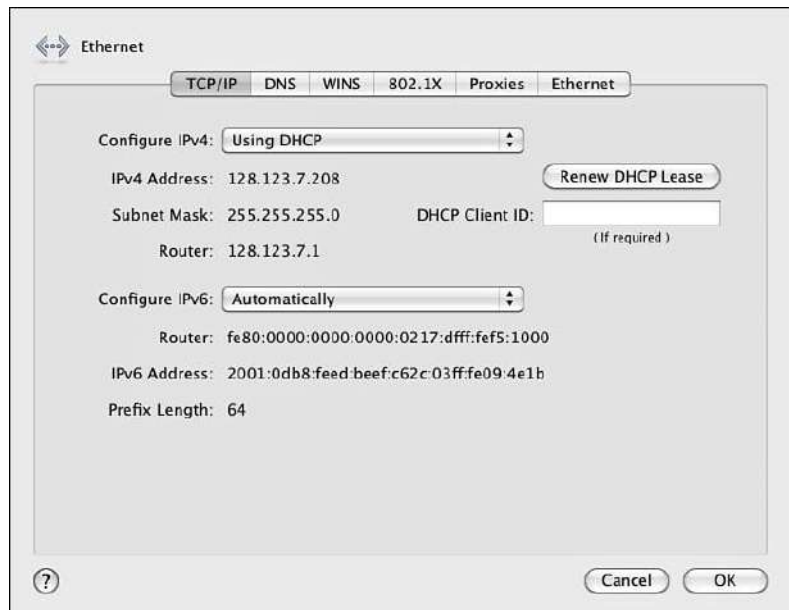 Ethernet
TCP/IP DNS WINS 802.1X Proxies Ethernet
Configure IPv4: Using DHCP
IPv4 Address: 128.123.7.208 Renew DHCP Lease
Subnet Mask: 255.255.255.0 DHCP Client ID:
(If required)
Router: 128.123.7.1
Configure IPv6: Automatically
Router: fe80:0000:0000:0000:0217:dfff:fef5:1000
IPv6 Address: 2001:0db8:feed:beef:c62c:03ff:fe09:4e1b
Prefix Length: 64
? Cancel OK